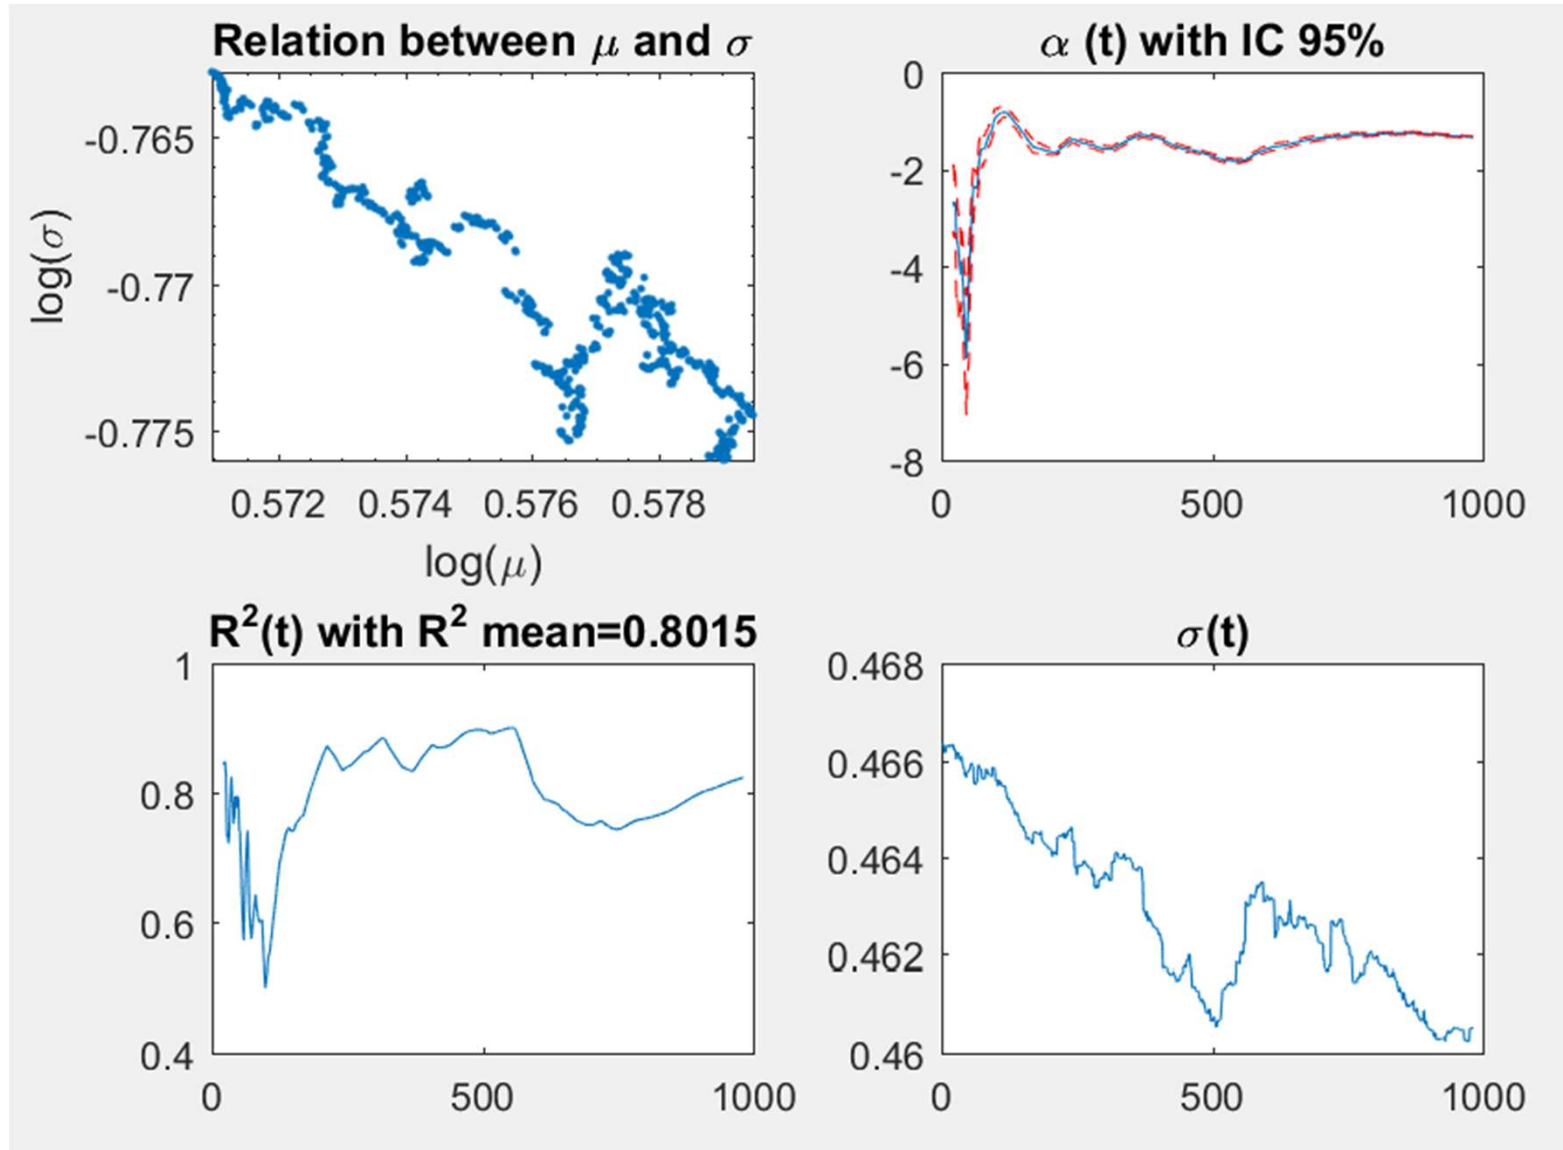 Relation between μ and σ
-0.765
-0.77
-0.775
log(σ)
0.572 0.574 0.576 0.578
log(μ)
α (t) with IC 95%
0
-2
-4
-6
-8
0 500 1000
R²(t) with R² mean=0.8015
1
0.8
0.6
0.4
0 500 1000
σ(t)
0.468
0.466
0.464
0.462
0.46
0 500 1000